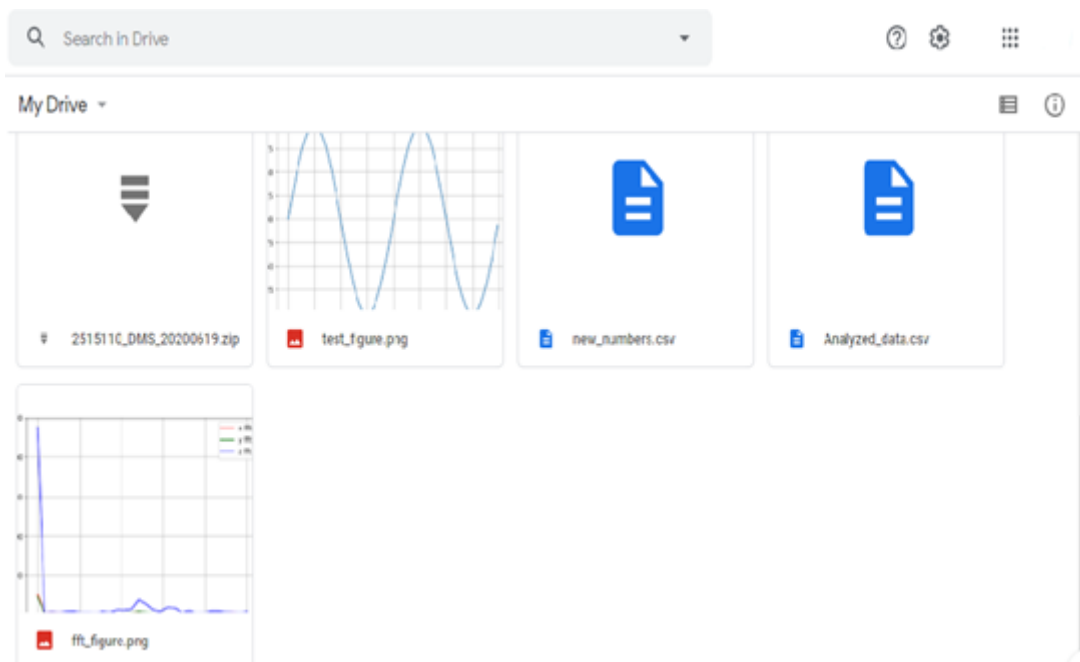 Search in Drive
My Drive
251511C_DMS_20200619.zip
test_figure.png
new_numbers.csv
Analyzed_data.csv
fft_figure.png